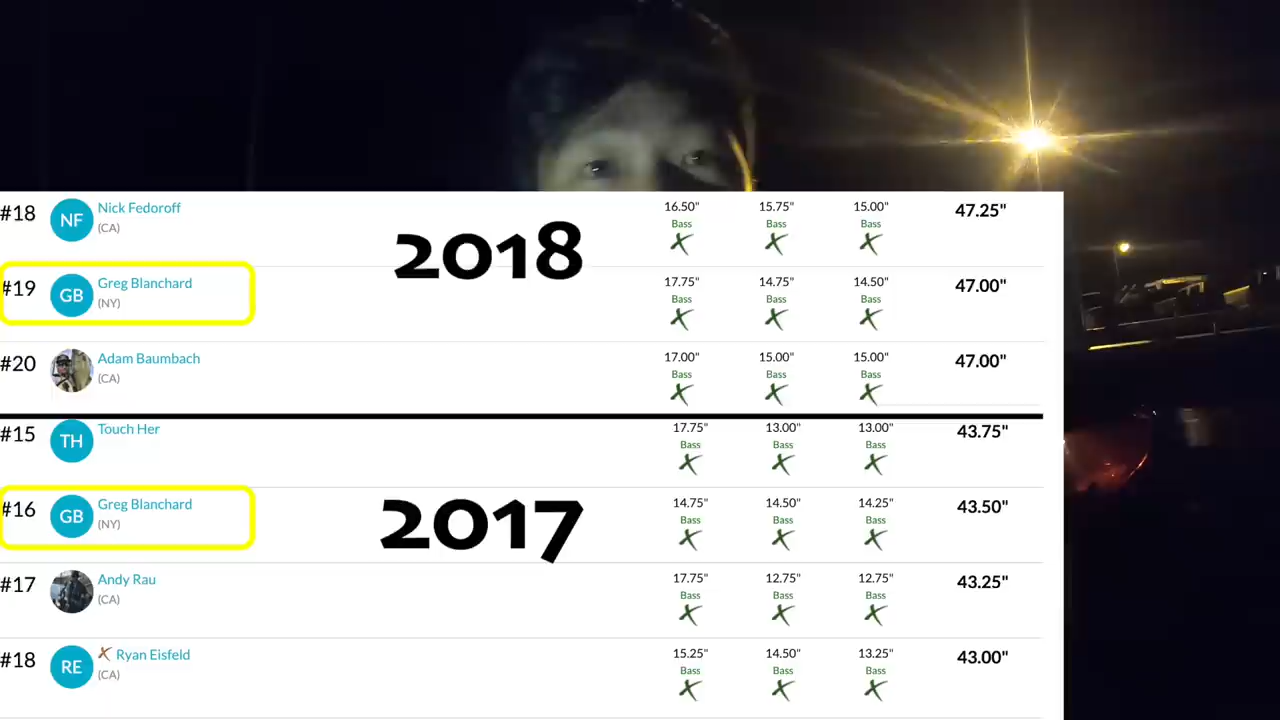 #18 NF Nick Fedoroff 16.50" 15.75" 15.00" 47.25"
(CA) Bass Bass Bass
2018
#19 GB Greg Blanchard 17.75" 14.75" 14.50" 47.00"
(NY) Bass Bass Bass
#20 Adam Baumbach 17.00" 15.00" 15.00" 47.00"
(CA) Bass Bass Bass
#15 TH Touch Her 17.75" 13.00" 13.00" 43.75"
Bass Bass Bass
#16 GB Greg Blanchard 14.75" 14.50" 14.25" 43.50"
(NY) Bass Bass Bass
2017
#17 Andy Rau 17.75" 12.75" 12.75" 43.25"
(CA) Bass Bass Bass
#18 RE Ryan Eisfeld 15.25" 14.50" 13.25" 43.00"
(CA) Bass Bass Bass